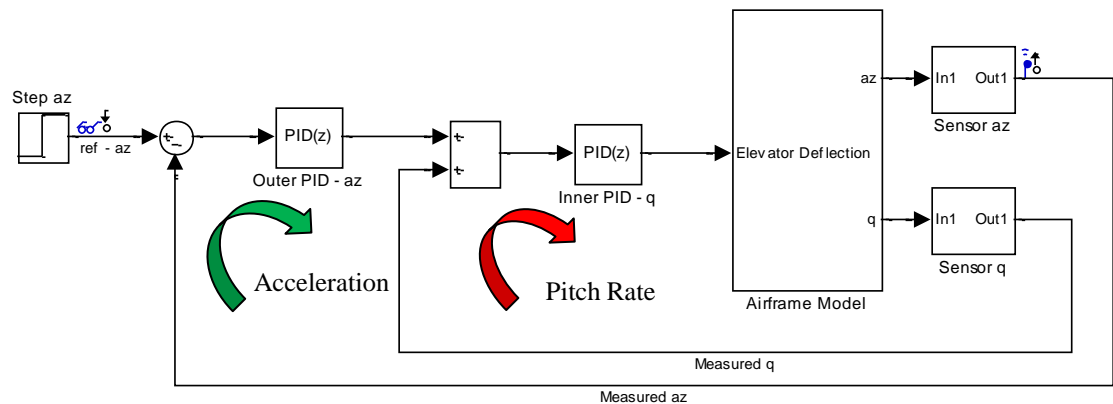 Step az
ref - az
PID(z)
Outer PID - az
PID(z)
Inner PID - q
Elevator Deflection
az
q
Airframe Model
In1 Out1
Sensor az
In1 Out1
Sensor q
Acceleration
Pitch Rate
Measured q
Measured az